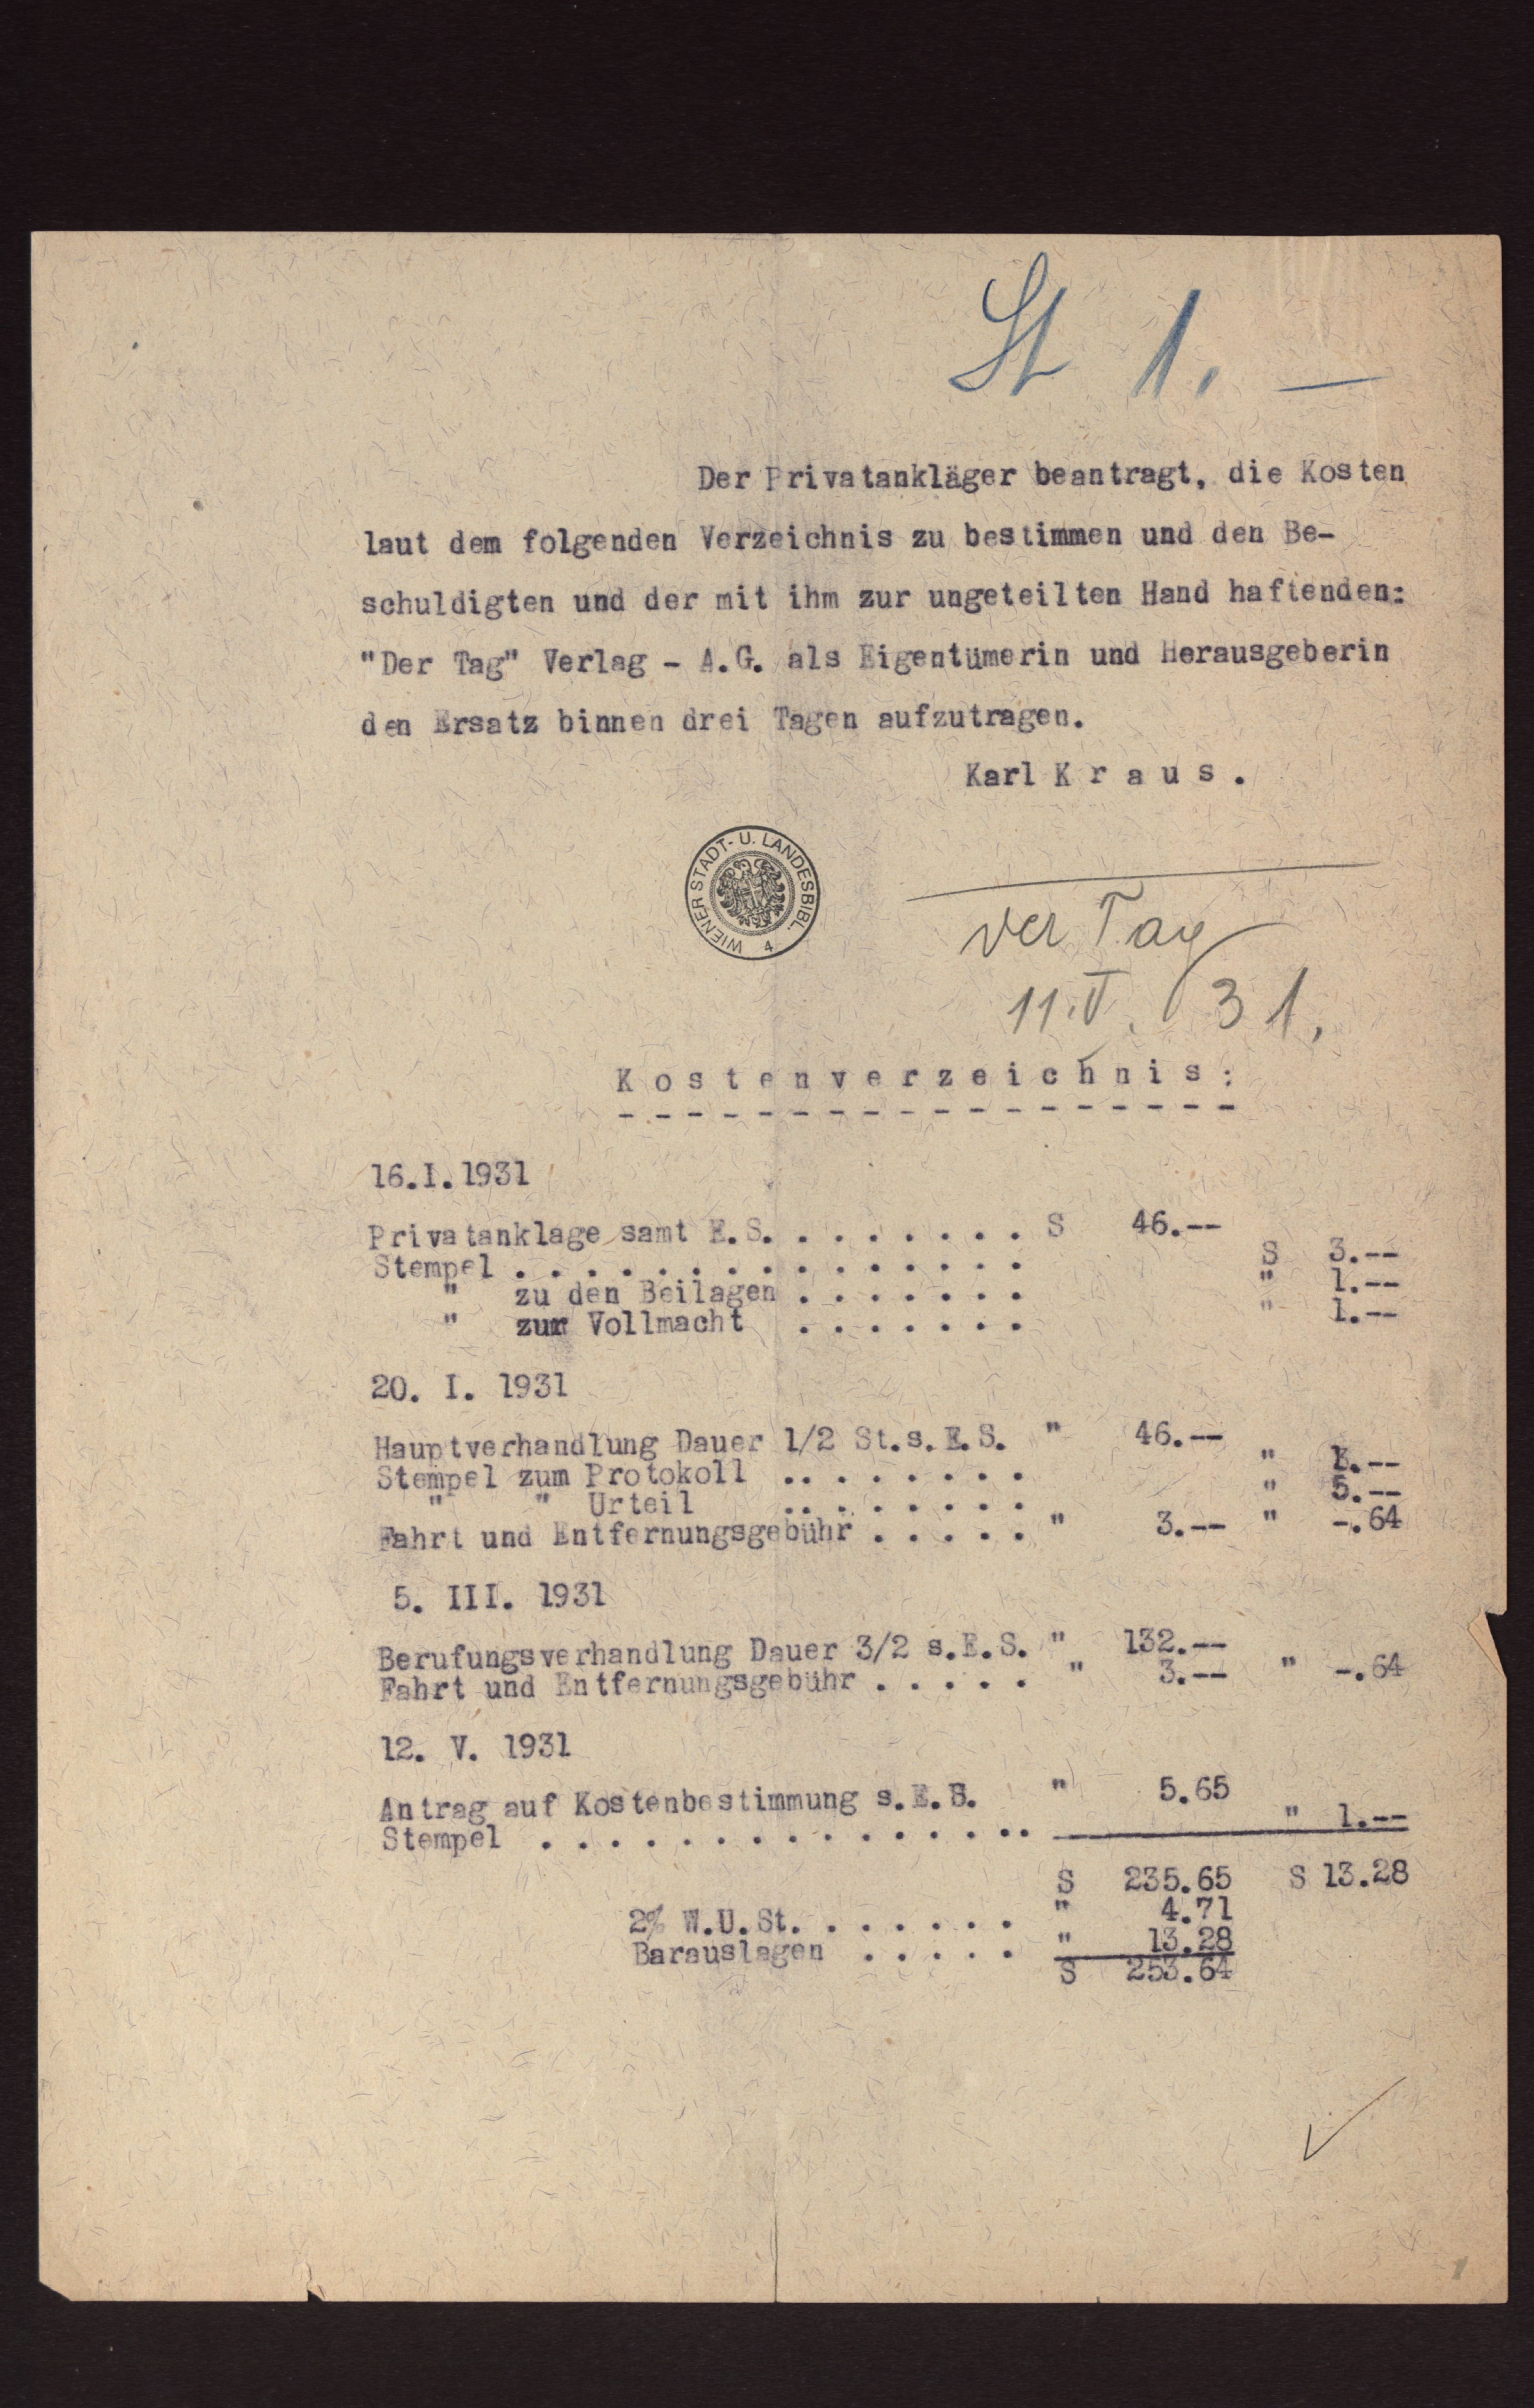 St 1. —
Der Privatankläger beantragt, die Kosten
laut dem folgenden Verzeichnis zu bestimmen und den Be-
schuldigten und der mit ihm zur ungeteilten Hand haftenden:
"Der Tag" Verlag - A.G. als Eigentümerin und Herausgeberin
den Ersatz binnen drei Tagen aufzutragen.
Karl K r a u s .
WIENER STADT- U. LANDESBIBL. 4
Der Tag
11.V. 31.
K o s t e n v e r z e i c h n i s :
- - - - - - - - - - - - - - - - - -
16.I.1931
Privatanklage samt E.S. . . . . . . . S 46.--
Stempel . . . . . . . . . . . . . . . S 3.--
" zu den Beilagen . . . . . . . " 1.--
" zur Vollmacht . . . . . . . " 1.--
20. I. 1931
Hauptverhandlung Dauer 1/2 St.s.E.S. " 46.--
Stempel zum Protokoll .. . . . . . . " .--
" " Urteil .. . . . . . . " 5.--
Fahrt und Entfernungsgebühr . . . . . " 3.-- " -.64
5. III. 1931
Berufungsverhandlung Dauer 3/2 s.E.S. " 132.--
Fahrt und Entfernungsgebühr . . . . . " 3.-- " -.64
12. V. 1931
Antrag auf Kostenbestimmung s.E.S. " 5.65
Stempel . . . . . . . . . . . . . .. " 1.--
S 235.65 S 13.28
2% W.U.St. . . . . . . " 4.71
Barauslagen . . . . . " 13.28
S 253.64
1